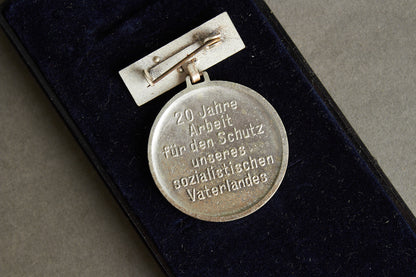 20 Jahre
Arbeit
für den Schutz
unseres
sozialistischen
Vaterlandes